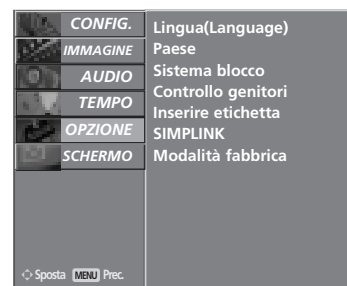 CONFIG.
IMMAGINE
AUDIO
TEMPO
OPZIONE
SCHERMO
Lingua(Language)
Paese
Sistema blocco
Controllo genitori
Inserire etichetta
SIMPLINK
Modalità fabbrica
Sposta MENU Prec.